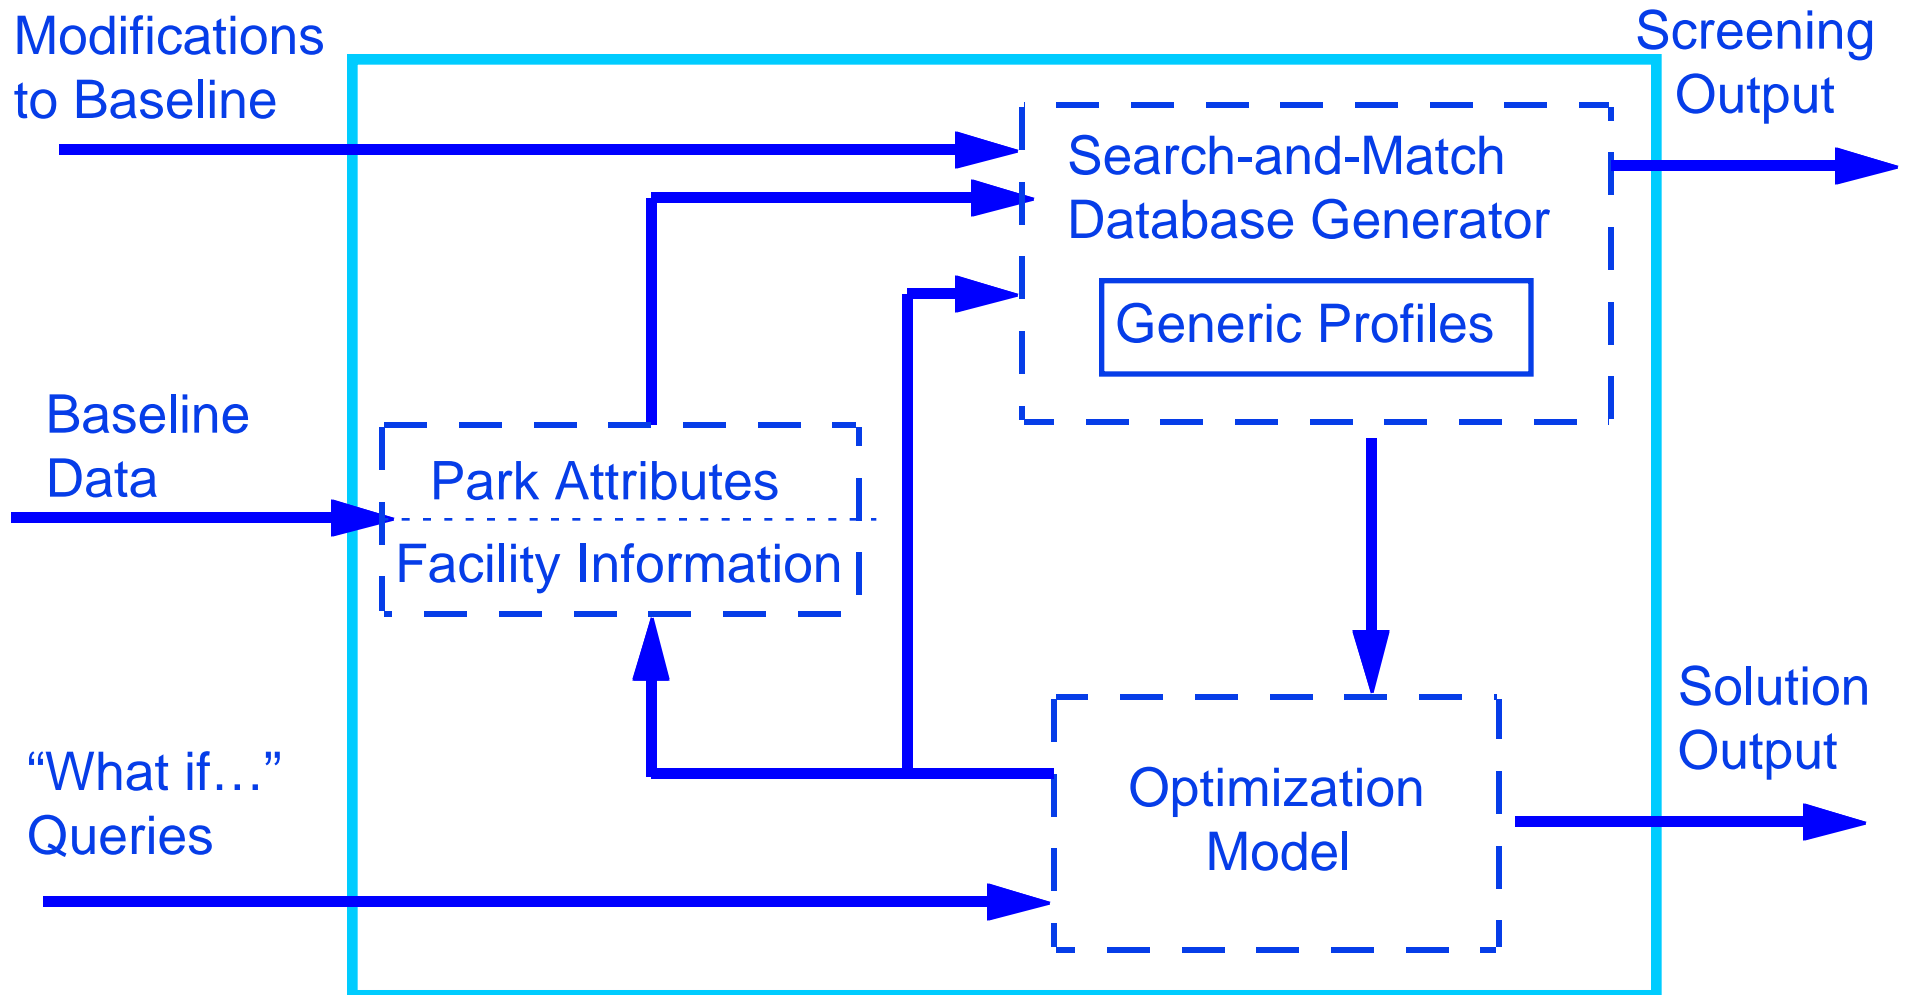 Modifications
to Baseline
Screening
Output
Search-and-Match
Database Generator
Generic Profiles
Baseline
Data
Park Attributes
Facility Information
“What if…”
Queries
Optimization
Model
Solution
Output